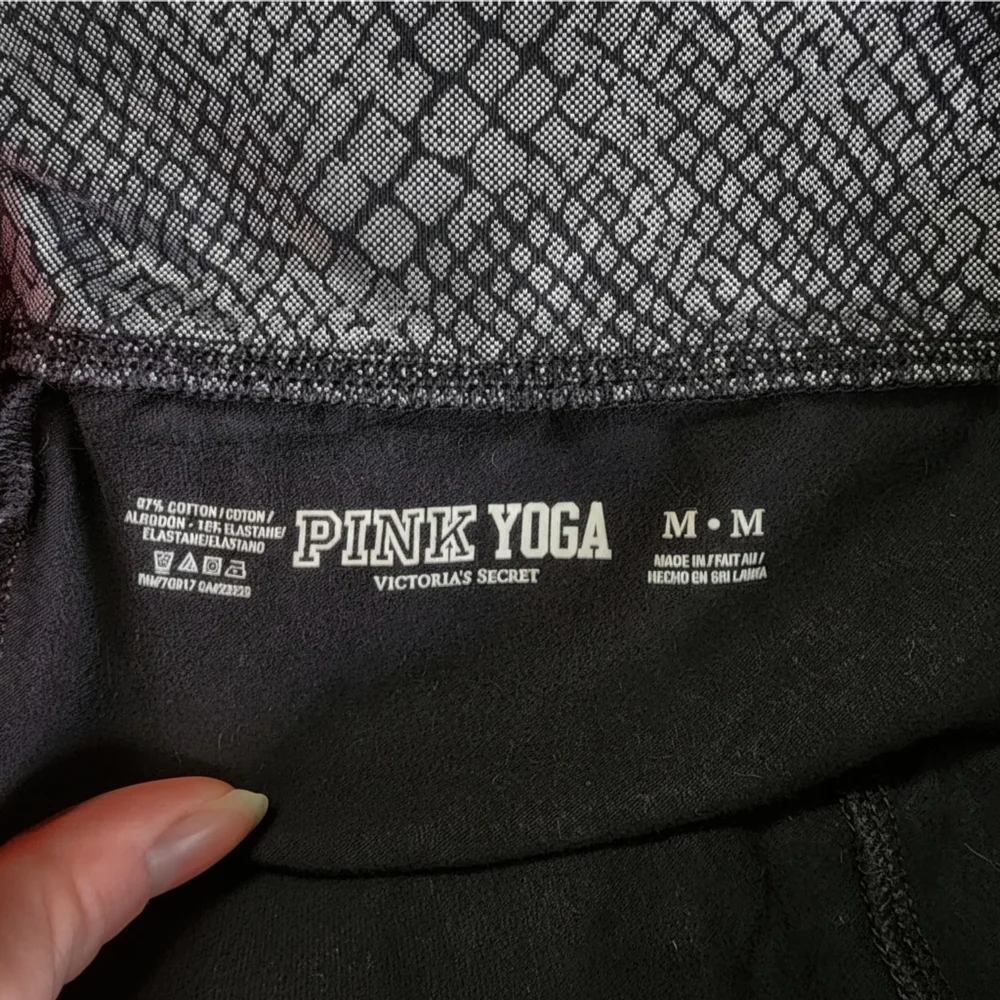 COTTON / COTON /
ELASTANE/
ELASTANE/ELASTANO
PINK YOGA
VICTORIA'S SECRET
M • M
MADE IN / FAIT AU /
HECHO EN SRI LANKA